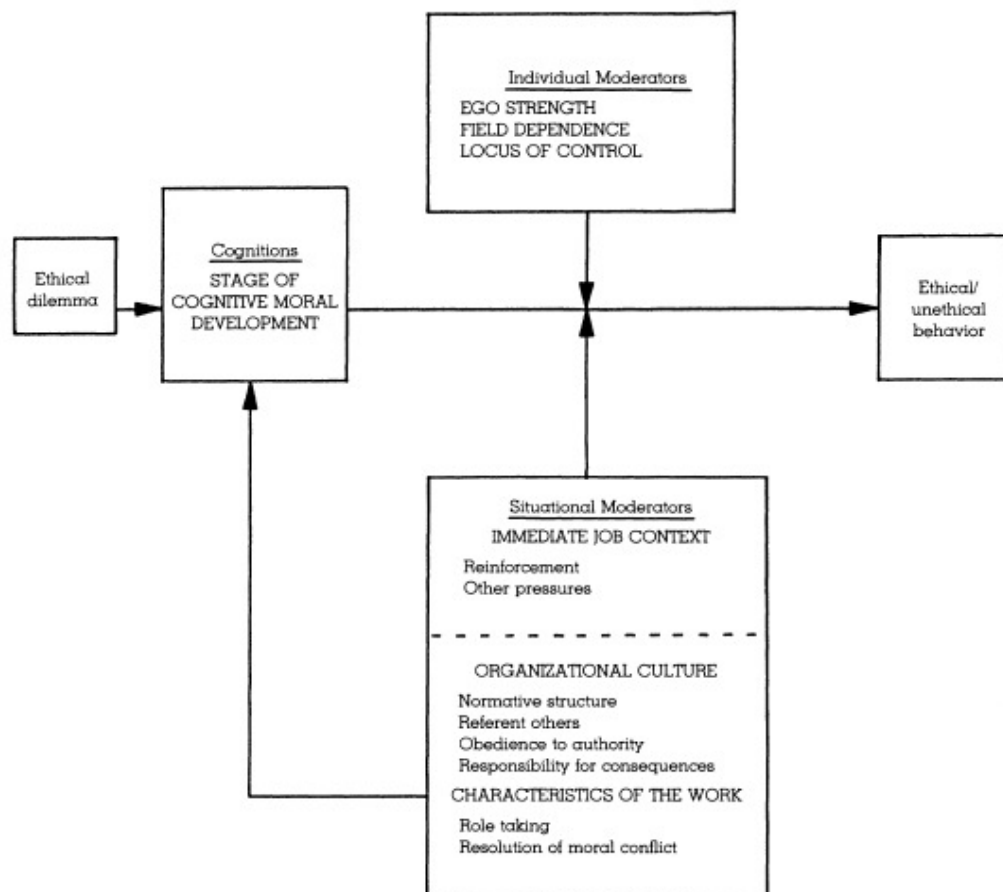 Individual Moderators
EGO STRENGTH
FIELD DEPENDENCE
LOCUS OF CONTROL
Ethical
dilemma
Cognitions
STAGE OF
COGNITIVE MORAL
DEVELOPMENT
Ethical/
unethical
behavior
Situational Moderators
IMMEDIATE JOB CONTEXT
Reinforcement
Other pressures
ORGANIZATIONAL CULTURE
Normative structure
Referent others
Obedience to authority
Responsibility for consequences
CHARACTERISTICS OF THE WORK
Role taking
Resolution of moral conflict